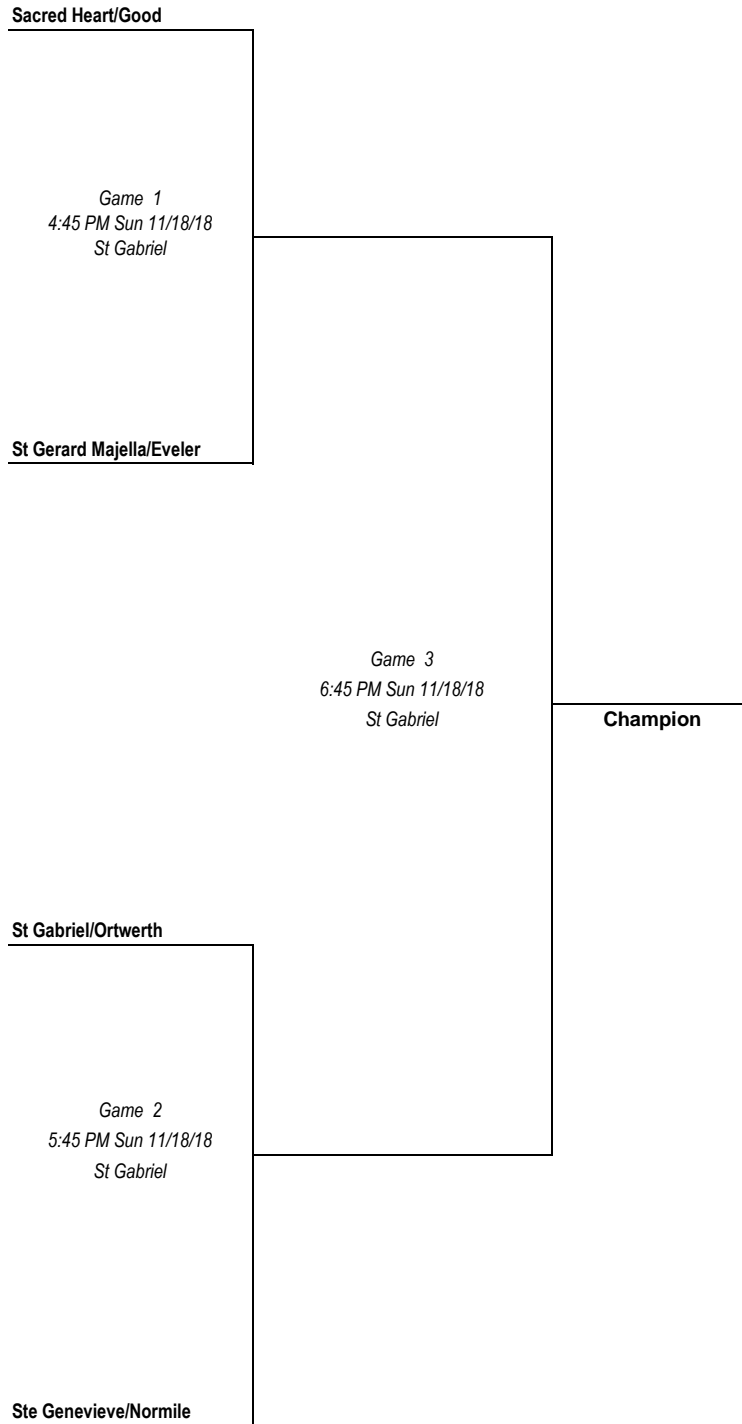 Sacred Heart/Good
Game 1
4:45 PM Sun 11/18/18
St Gabriel
St Gerard Majella/Eveler
Game 3
6:45 PM Sun 11/18/18
St Gabriel
Champion
St Gabriel/Ortwerth
Game 2
5:45 PM Sun 11/18/18
St Gabriel
Ste Genevieve/Normile